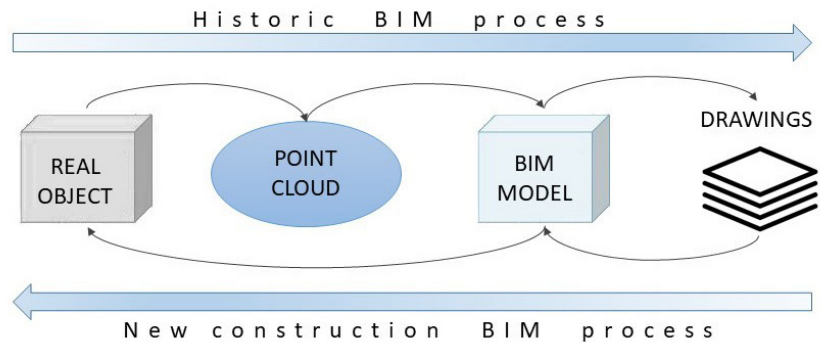 Historic BIM process
REAL
OBJECT
POINT
CLOUD
BIM
MODEL
DRAWINGS
New construction BIM process